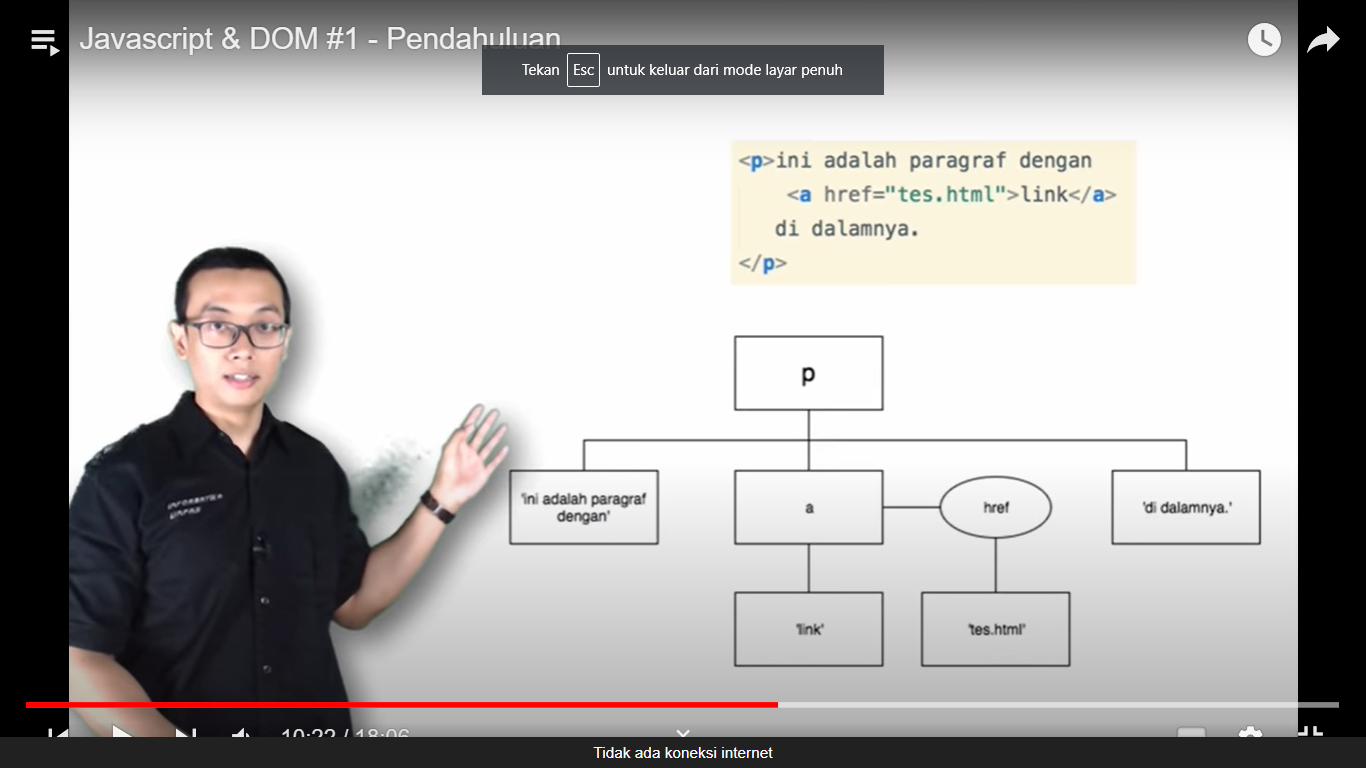 Javascript & DOM #1 - Pendahuluan
Tekan Esc untuk keluar dari mode layar penuh
<p>ini adalah paragraf dengan
<a href="tes.html">link</a>
di dalamnya.
</p>
p
'ini adalah paragraf
dengan'
a
href
'di dalamnya.'
'link'
'tes.html'
INFORMATIKA
UNPAS
10:22 / 18:06
Tidak ada koneksi internet